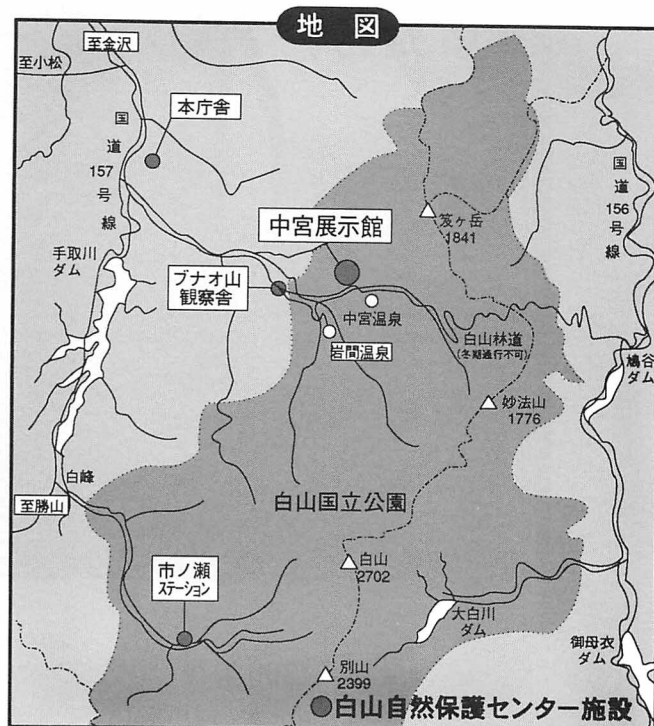 地図
至金沢
至小松
本庁舎
国道157号線
国道156号線
笈ヶ岳
1841
中宮展示館
手取川
ダム
ブナオ山
観察舎
中宮温泉
岩間温泉
白山林道
(冬期通行不可)
鳩谷
ダム
妙法山
1776
白峰
至勝山
白山国立公園
市ノ瀬
ステーション
白山
2702
大白川
ダム
御母衣
ダム
別山
2399
白山自然保護センター施設